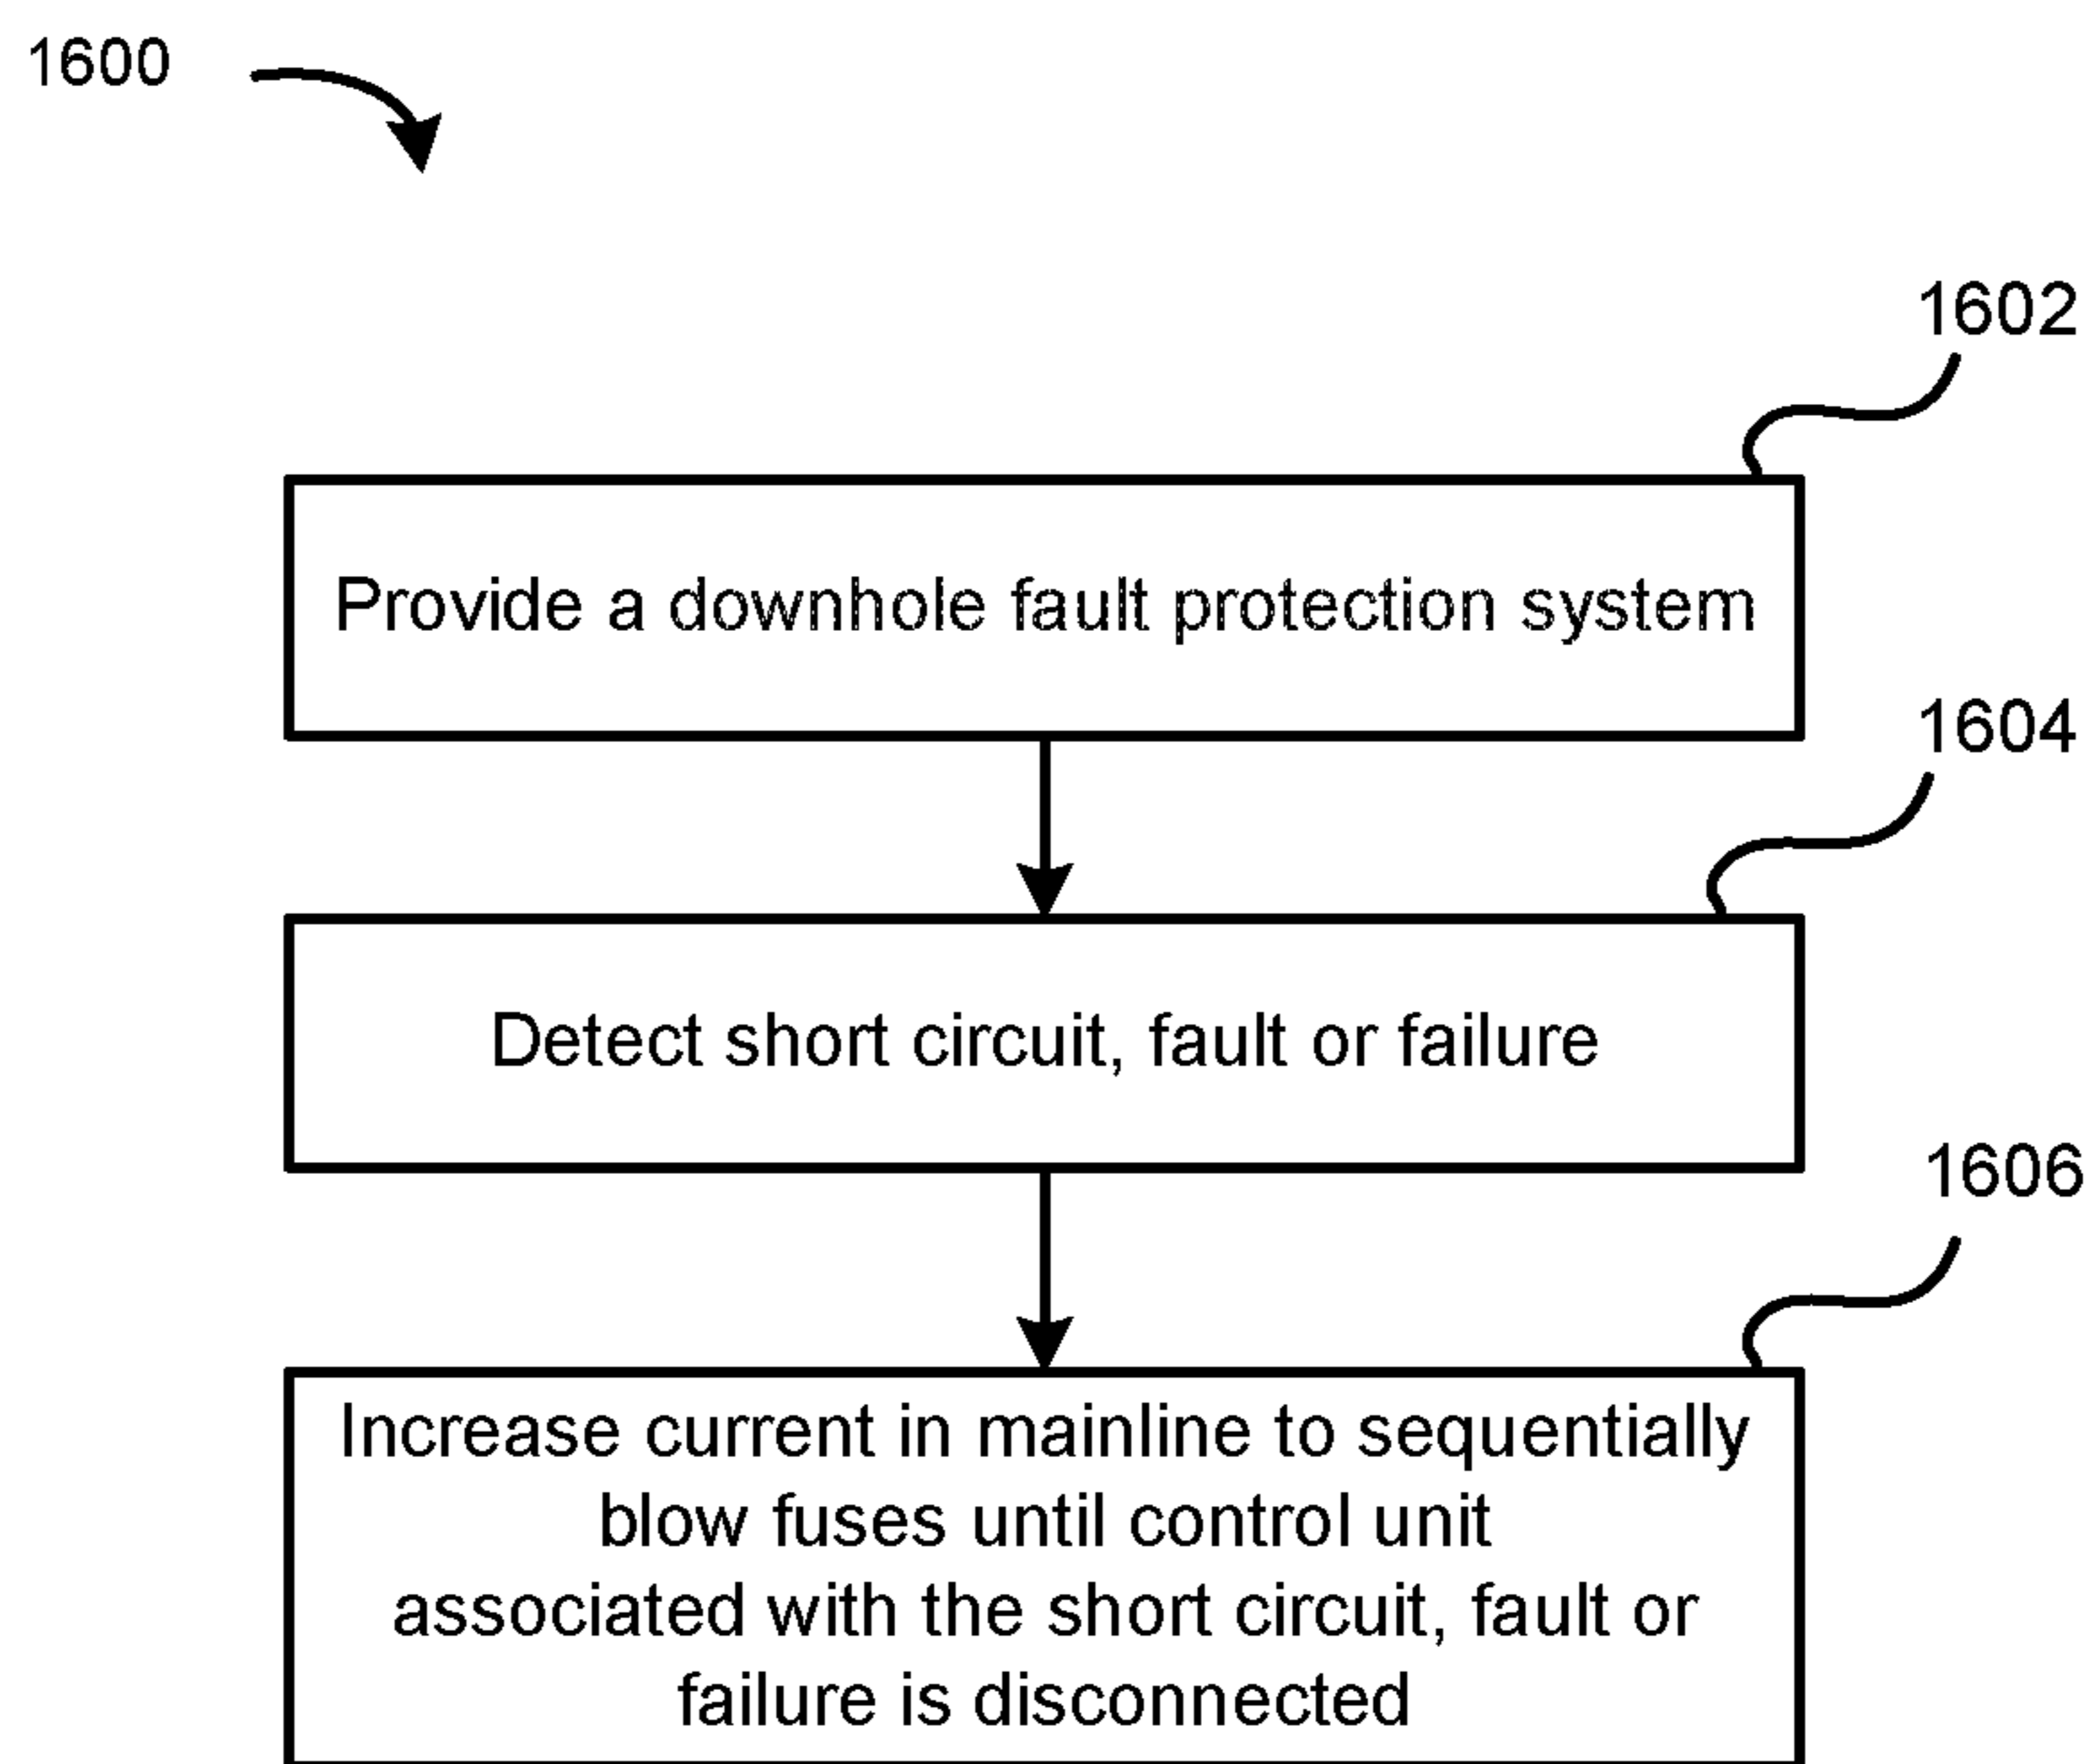 1600
1602
Provide a downhole fault protection system
1604
Detect short circuit, fault or failure
1606
Increase current in mainline to sequentially
blow fuses until control unit
associated with the short circuit, fault or
failure is disconnected